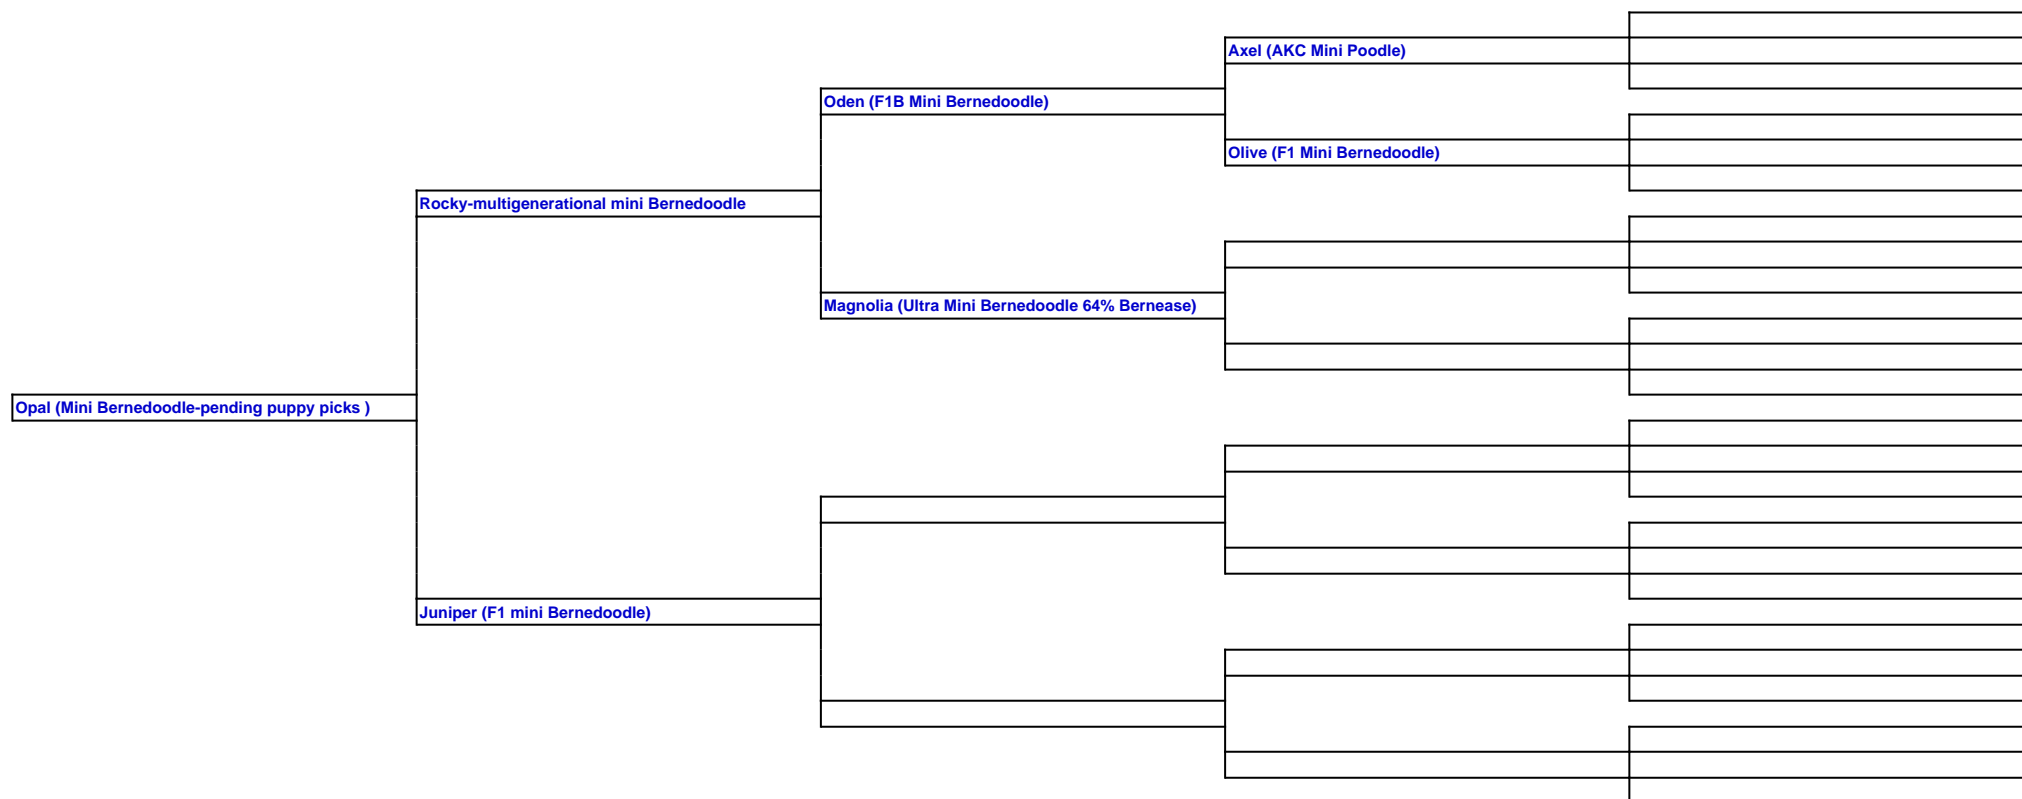 Axel (AKC Mini Poodle)
Oden (F1B Mini Bernedoodle)
Olive (F1 Mini Bernedoodle)
Rocky-multigenerational mini Bernedoodle
Magnolia (Ultra Mini Bernedoodle 64% Bernease)
Opal (Mini Bernedoodle-pending puppy picks )
Juniper (F1 mini Bernedoodle)